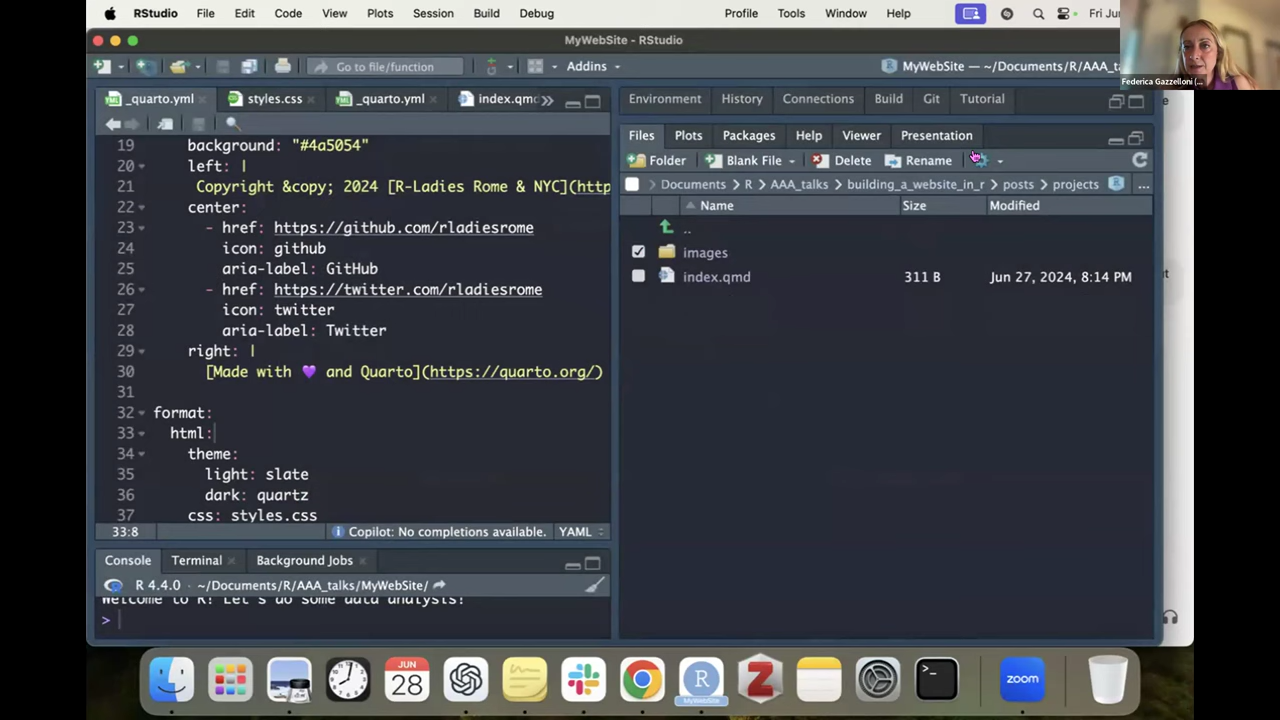 RStudio File Edit Code View Plots Session Build Debug Profile Tools Window Help Fri Jun
MyWebSite - RStudio
Go to file/function Addins MyWebSite — ~/Documents/R/AAA_talks
Federica Gazzelloni (...
_quarto.yml styles.css _quarto.yml index.qm
19 background: "#4a5054"
20 left: |
21 Copyright &copy; 2024 [R-Ladies Rome & NYC](http
22 center:
23 - href: https://github.com/rladiesrome
24 icon: github
25 aria-label: GitHub
26 - href: https://twitter.com/rladiesrome
27 icon: twitter
28 aria-label: Twitter
29 right: |
30 [Made with 💜 and Quarto](https://quarto.org/)
31
32 format:
33 html:
34 theme:
35 light: slate
36 dark: quartz
37 css: styles.css
33:8 Copilot: No completions available. YAML
Console Terminal Background Jobs
R 4.4.0 · ~/Documents/R/AAA_talks/MyWebSite/
Welcome to R! Let's do some data analysis!
>
Environment History Connections Build Git Tutorial
Files Plots Packages Help Viewer Presentation
Folder Blank File Delete Rename
Documents R AAA_talks building_a_website_in_r posts projects ...
Name Size Modified
..
images
index.qmd 311 B Jun 27, 2024, 8:14 PM
JUN
28
R
MyWebSite
Z
>_
zoom